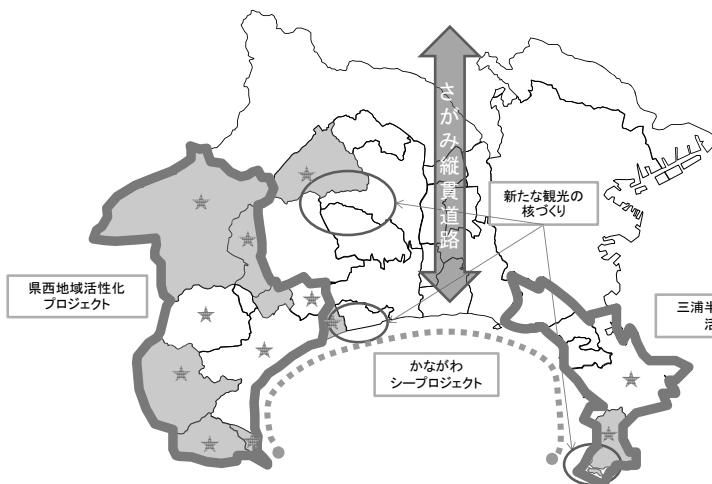 さがみ縦貫道路
新たな観光の
核づくり
県西地域活性化
プロジェクト
三浦半
活
かながわ
シープロジェクト